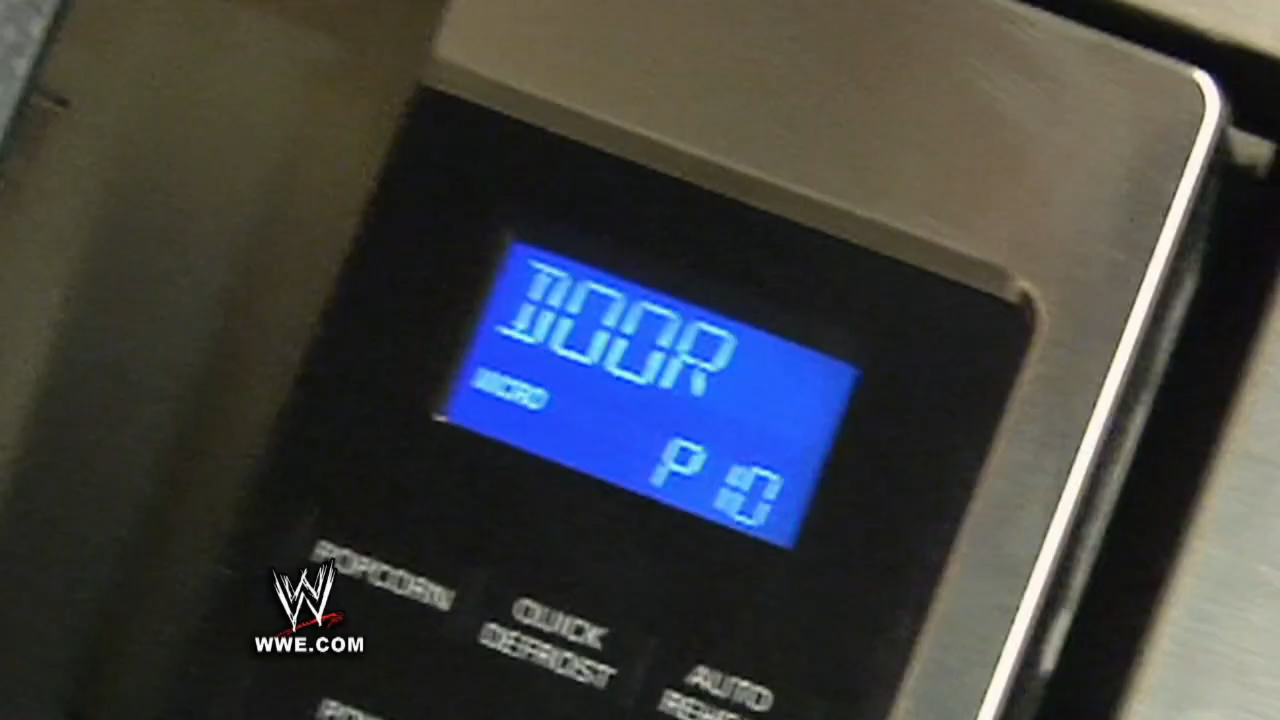 DOOR
MICRO
P 10
POPCORN
QUICK
DEFROST
AUTO
W
WWE.COM